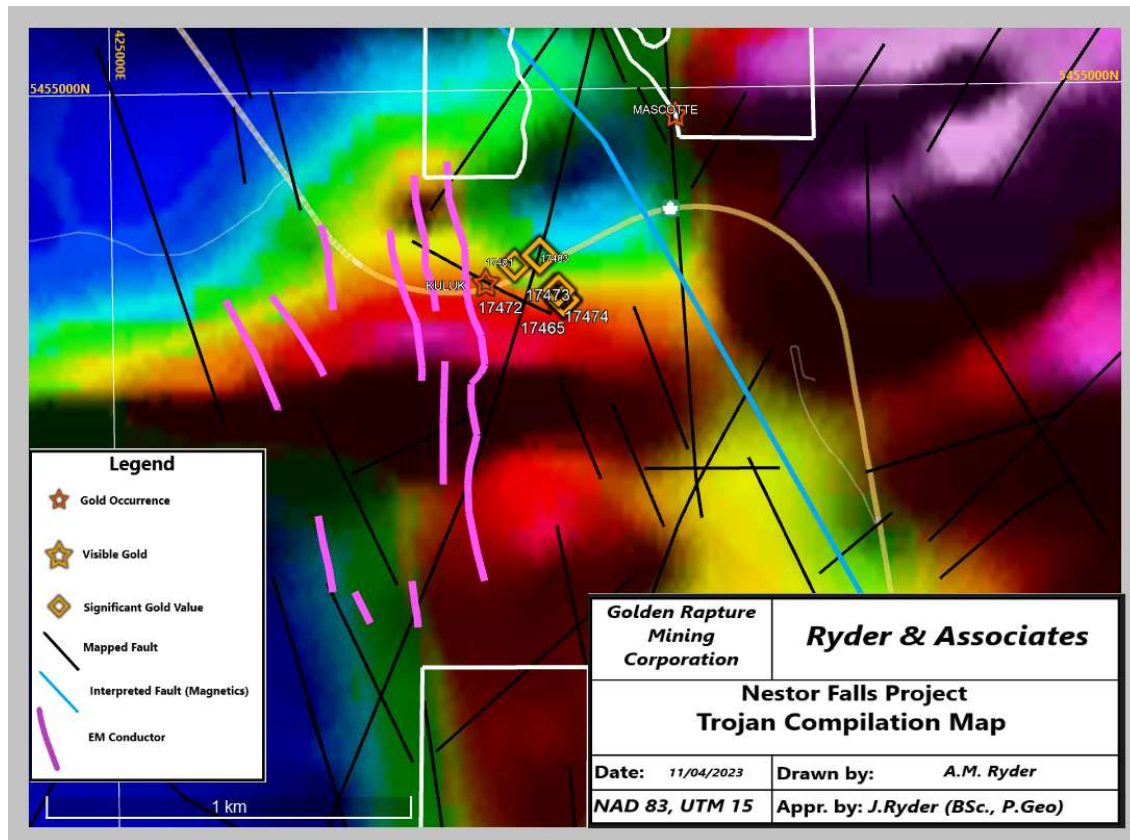 425000E
5455000N
5455000N
MASCOTTE
KULUK
17473
17472
17474
17465
Legend
Gold Occurrence
Visible Gold
Significant Gold Value
Mapped Fault
Interpreted Fault (Magnetics)
EM Conductor
1 km
Golden Rapture
Mining
Corporation
Ryder & Associates
Nestor Falls Project
Trojan Compilation Map
Date: 11/04/2023
Drawn by: A.M. Ryder
NAD 83, UTM 15
Appr. by: J.Ryder (BSc., P.Geo)